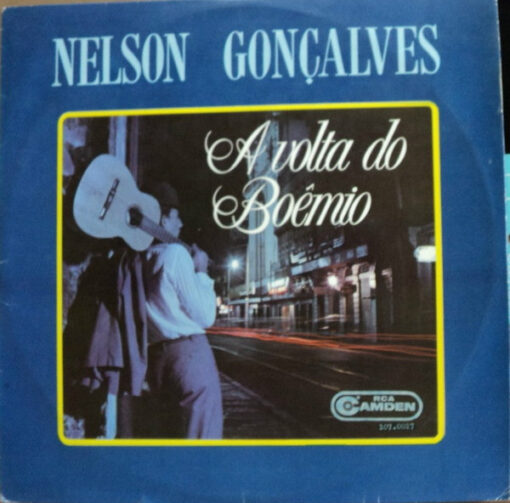 NELSON GONÇALVES
A volta do
Boêmio
RCA
CAMDEN
107.0027